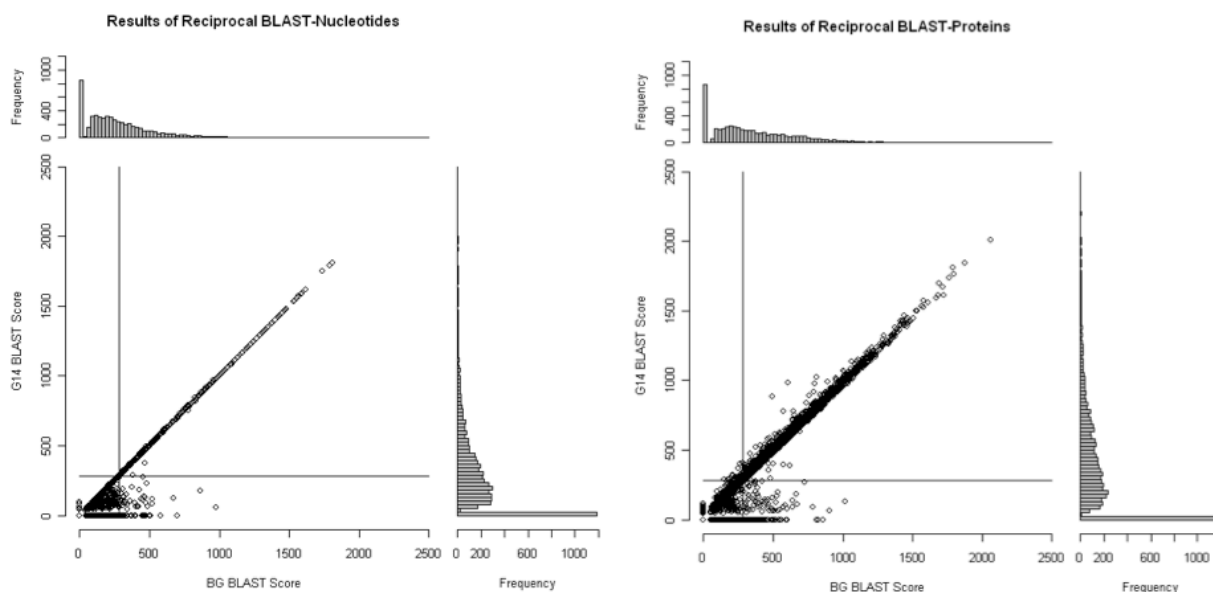 Results of Reciprocal BLAST-Nucleotides
Frequency
0 400 1000
G14 BLAST Score
0 500 1000 1500 2000 2500
0 500 1000 1500 2000 2500
BG BLAST Score
0 200 600 1000
Frequency
Results of Reciprocal BLAST-Proteins
Frequency
0 400 1000
G14 BLAST Score
0 500 1000 1500 2000 2500
0 500 1000 1500 2000 2500
BG BLAST Score
0 200 600 1000
Frequency